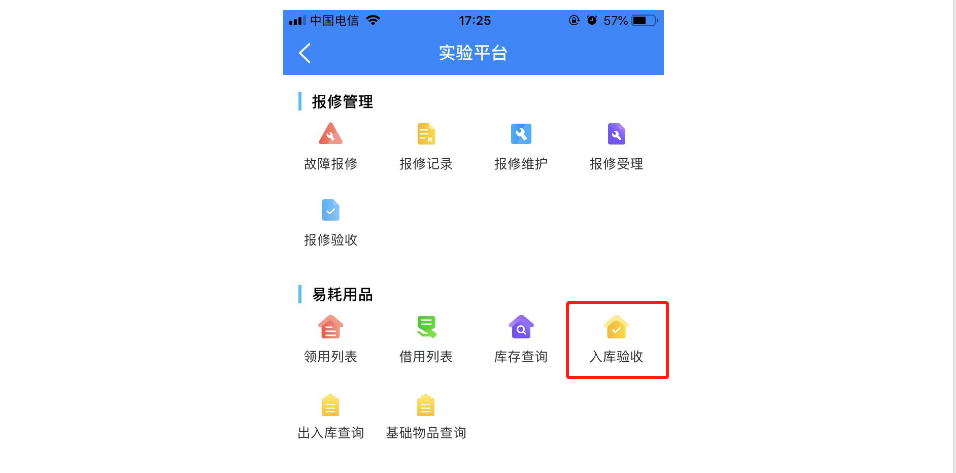 中国电信 17:25 57%
实验平台
报修管理
故障报修 报修记录 报修维护 报修受理
报修验收
易耗用品
领用列表 借用列表 库存查询 入库验收
出入库查询 基础物品查询